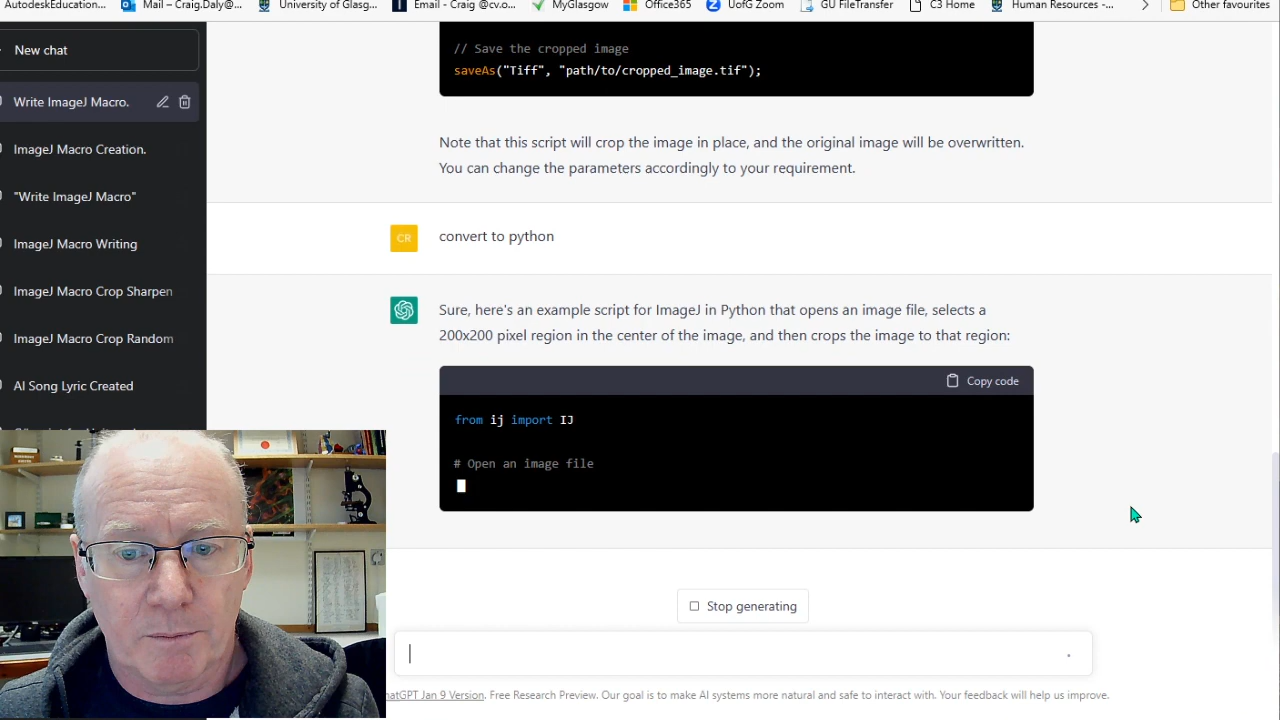 AutodeskEducation... Mail – Craig.Daly@... University of Glasg... Email - Craig @cv.o... MyGlasgow Office365 UofG Zoom GU FileTransfer C3 Home Human Resources -... Other favourites
New chat
Write ImageJ Macro.
ImageJ Macro Creation.
"Write ImageJ Macro"
ImageJ Macro Writing
ImageJ Macro Crop Sharpen
ImageJ Macro Crop Random
AI Song Lyric Created
// Save the cropped image
saveAs("Tiff", "path/to/cropped_image.tif");
Note that this script will crop the image in place, and the original image will be overwritten.
You can change the parameters accordingly to your requirement.
CR convert to python
Sure, here's an example script for ImageJ in Python that opens an image file, selects a
200x200 pixel region in the center of the image, and then crops the image to that region:
Copy code
from ij import IJ
# Open an image file
Stop generating
hatGPT Jan 9 Version. Free Research Preview. Our goal is to make AI systems more natural and safe to interact with. Your feedback will help us improve.